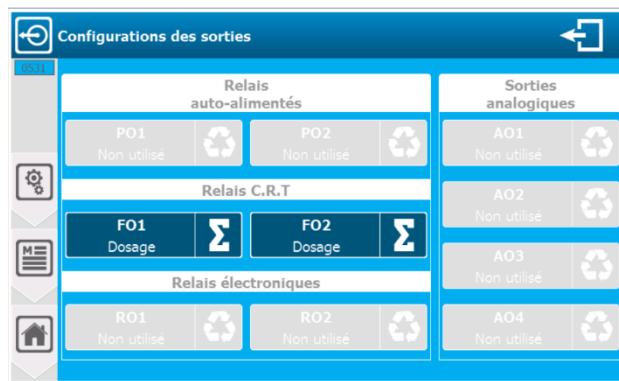 Configurations des sorties
0531
Relais
auto-alimentés
PO1
Non utilisé
PO2
Non utilisé
Relais C.R.T
FO1
Dosage
Σ
FO2
Dosage
Σ
Relais électroniques
RO1
Non utilisé
RO2
Non utilisé
Sorties
analogiques
AO1
Non utilisé
AO2
Non utilisé
AO3
Non utilisé
AO4
Non utilisé
M